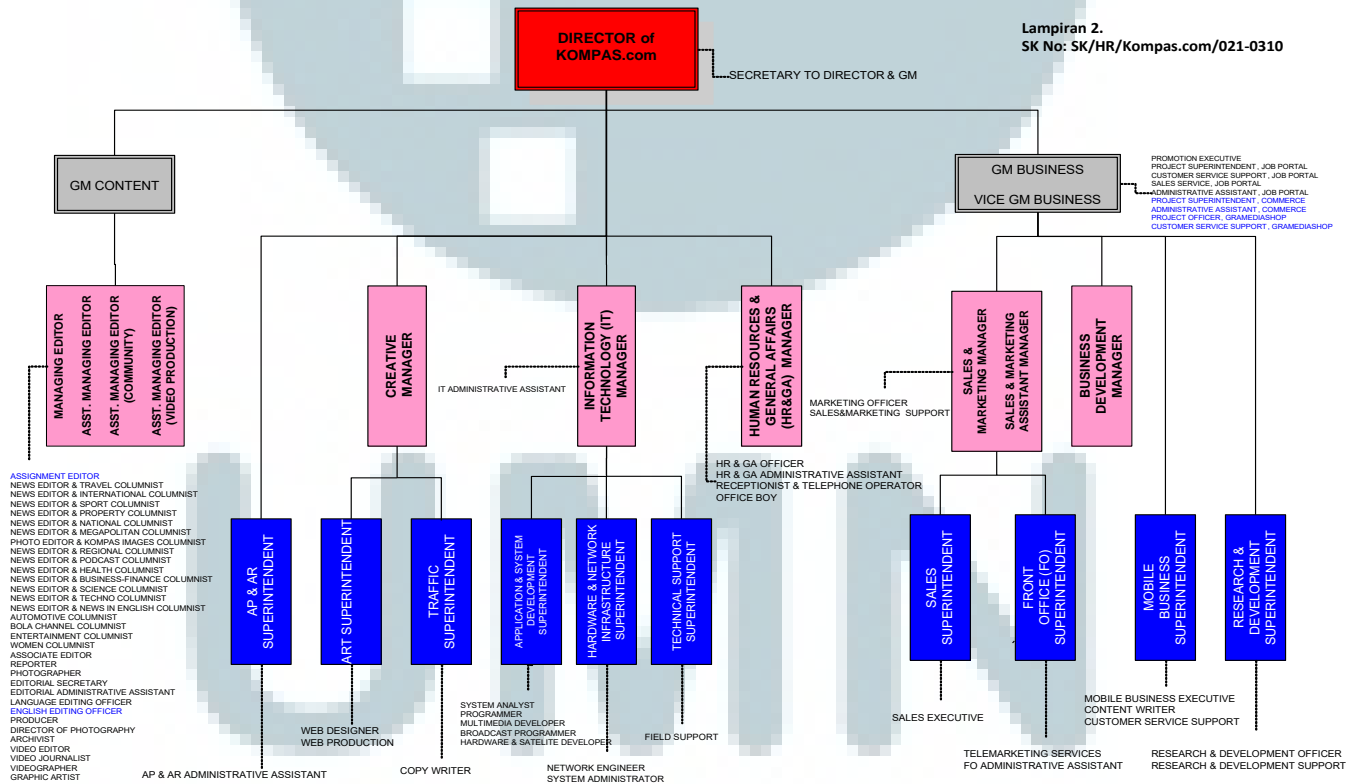 Lampiran 2.
SK No: SK/HR/Kompas.com/021-0310
DIRECTOR of
KOMPAS.com
SECRETARY TO DIRECTOR & GM
GM CONTENT
GM BUSINESS
VICE GM BUSINESS
PROMOTION EXECUTIVE
PROJECT SUPERINTENDENT, JOB PORTAL
CUSTOMER SERVICE SUPPORT, JOB PORTAL
SALES SERVICE, JOB PORTAL
ADMINISTRATIVE ASSISTANT, JOB PORTAL
PROJECT SUPERINTENDENT, COMMERCE
ADMINISTRATIVE ASSISTANT, COMMERCE
PROJECT OFFICER, GRAMEDIASHOP
CUSTOMER SERVICE SUPPORT, GRAMEDIASHOP
MANAGING EDITOR
ASST. MANAGING EDITOR
ASST. MANAGING EDITOR
(COMMUNITY)
ASST. MANAGING EDITOR
(VIDEO PRODUCTION)
CREATIVE
MANAGER
IT ADMINISTRATIVE ASSISTANT
INFORMATION
TECHNOLOGY (IT)
MANAGER
HUMAN RESOURCES &
GENERAL AFFAIRS
(HR&GA) MANAGER
MARKETING OFFICER
SALES&MARKETING SUPPORT
SALES &
MARKETING MANAGER
SALES & MARKETING
ASSISTANT MANAGER
BUSINESS
DEVELOPMENT
MANAGER
HR & GA OFFICER
HR & GA ADMINISTRATIVE ASSISTANT
RECEPTIONIST & TELEPHONE OPERATOR
OFFICE BOY
ASSIGNMENT EDITOR
NEWS EDITOR & TRAVEL COLUMNIST
NEWS EDITOR & INTERNATIONAL COLUMNIST
NEWS EDITOR & SPORT COLUMNIST
NEWS EDITOR & PROPERTY COLUMNIST
NEWS EDITOR & NATIONAL COLUMNIST
NEWS EDITOR & MEGAPOLITAN COLUMNIST
PHOTO EDITOR & KOMPAS IMAGES COLUMNIST
NEWS EDITOR & REGIONAL COLUMNIST
NEWS EDITOR & PODCAST COLUMNIST
NEWS EDITOR & HEALTH COLUMNIST
NEWS EDITOR & BUSINESS-FINANCE COLUMNIST
NEWS EDITOR & SCIENCE COLUMNIST
NEWS EDITOR & TECHNO COLUMNIST
NEWS EDITOR & NEWS IN ENGLISH COLUMNIST
AUTOMOTIVE COLUMNIST
BOLA CHANNEL COLUMNIST
ENTERTAINMENT COLUMNIST
WOMEN COLUMNIST
ASSOCIATE EDITOR
REPORTER
PHOTOGRAPHER
EDITORIAL SECRETARY
EDITORIAL ADMINISTRATIVE ASSISTANT
LANGUAGE EDITING OFFICER
ENGLISH EDITING OFFICER
PRODUCER
DIRECTOR OF PHOTOGRAPHY
ARCHIVIST
VIDEO EDITOR
VIDEO JOURNALIST
VIDEOGRAPHER
GRAPHIC ARTIST
AP & AR
SUPERINTENDENT
ART SUPERINTENDENT
TRAFFIC
SUPERINTENDENT
APPLICATION & SYSTEM
DEVELOPMENT
SUPERINTENDENT
HARDWARE & NETWORK
INFRASTRUCTURE
SUPERINTENDENT
TECHNICAL SUPPORT
SUPERINTENDENT
SALES
SUPERINTENDENT
FRONT
OFFICE (FO)
SUPERINTENDENT
MOBILE
BUSINESS
SUPERINTENDENT
RESEARCH &
DEVELOPMENT
SUPERINTENDENT
AP & AR ADMINISTRATIVE ASSISTANT
WEB DESIGNER
WEB PRODUCTION
COPY WRITER
SYSTEM ANALYST
PROGRAMMER
MULTIMEDIA DEVELOPER
BROADCAST PROGRAMMER
HARDWARE & SATELITE DEVELOPER
NETWORK ENGINEER
SYSTEM ADMINISTRATOR
FIELD SUPPORT
SALES EXECUTIVE
TELEMARKETING SERVICES
FO ADMINISTRATIVE ASSISTANT
MOBILE BUSINESS EXECUTIVE
CONTENT WRITER
CUSTOMER SERVICE SUPPORT
RESEARCH & DEVELOPMENT OFFICER
RESEARCH & DEVELOPMENT SUPPORT
UMN